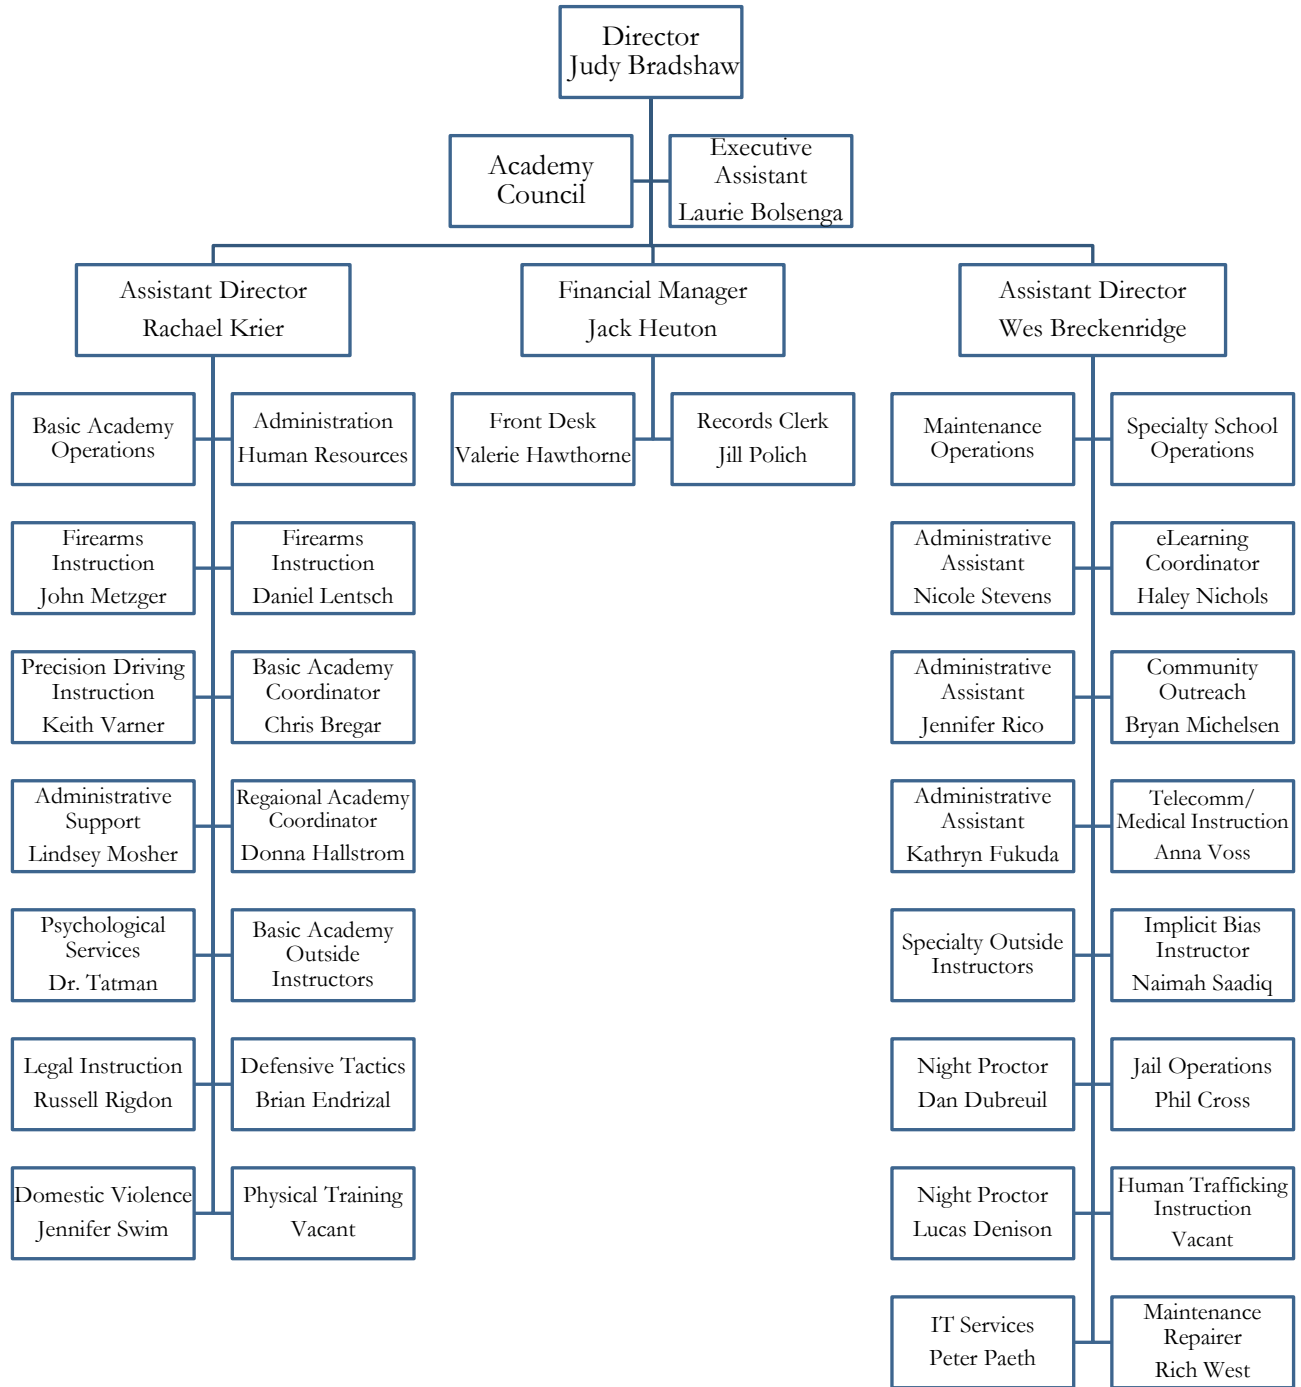 Director
Judy Bradshaw
Academy
Council
Executive
Assistant
Laurie Bolsenga
Assistant Director
Rachael Krier
Financial Manager
Jack Heuton
Assistant Director
Wes Breckenridge
Basic Academy
Operations
Administration
Human Resources
Front Desk
Valerie Hawthorne
Records Clerk
Jill Polich
Maintenance
Operations
Specialty School
Operations
Firearms
Instruction
John Metzger
Firearms
Instruction
Daniel Lentsch
Administrative
Assistant
Nicole Stevens
eLearning
Coordinator
Haley Nichols
Precision Driving
Instruction
Keith Varner
Basic Academy
Coordinator
Chris Bregar
Administrative
Assistant
Jennifer Rico
Community
Outreach
Bryan Michelsen
Administrative
Support
Lindsey Mosher
Regaional Academy
Coordinator
Donna Hallstrom
Administrative
Assistant
Kathryn Fukuda
Telecomm/
Medical Instruction
Anna Voss
Psychological
Services
Dr. Tatman
Basic Academy
Outside
Instructors
Specialty Outside
Instructors
Implicit Bias
Instructor
Naimah Saadiq
Legal Instruction
Russell Rigdon
Defensive Tactics
Brian Endrizal
Night Proctor
Dan Dubreuil
Jail Operations
Phil Cross
Domestic Violence
Jennifer Swim
Physical Training
Vacant
Night Proctor
Lucas Denison
Human Trafficking
Instruction
Vacant
IT Services
Peter Paeth
Maintenance
Repairer
Rich West